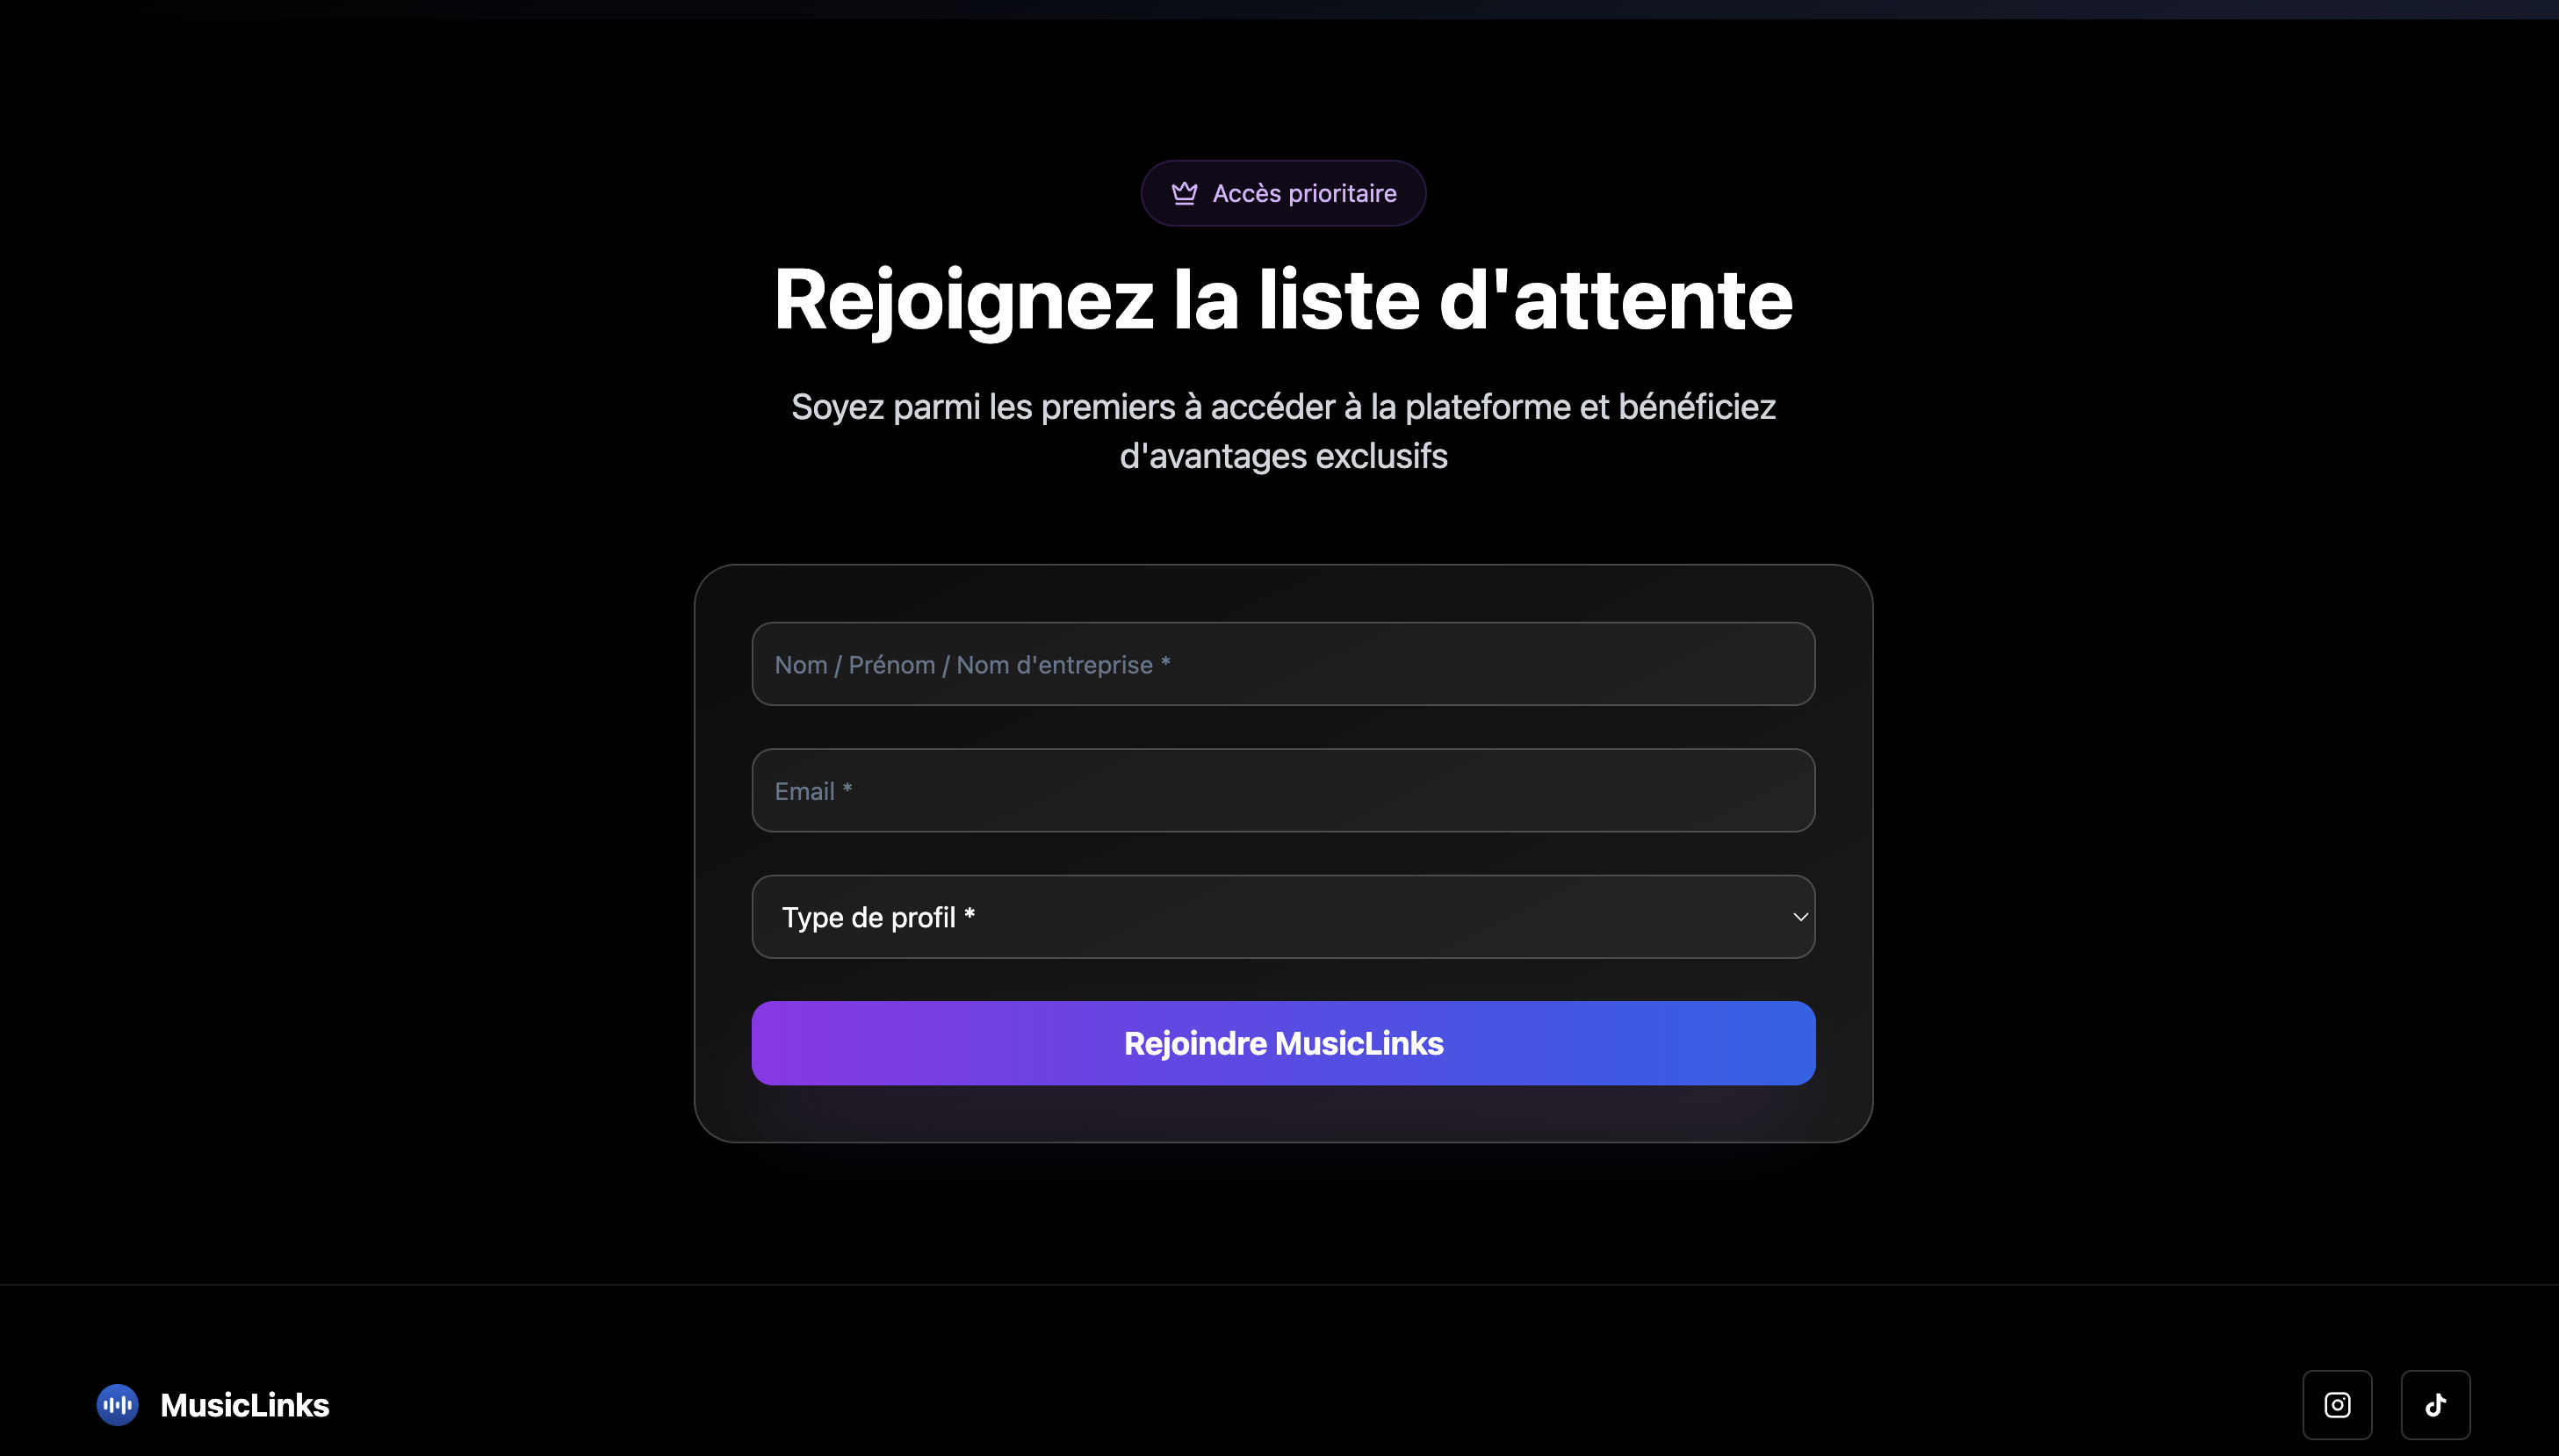 Accès prioritaire
Rejoignez la liste d'attente
Soyez parmi les premiers à accéder à la plateforme et bénéficiez
d'avantages exclusifs
Nom / Prénom / Nom d'entreprise *
Email *
Type de profil *
Rejoindre MusicLinks
MusicLinks